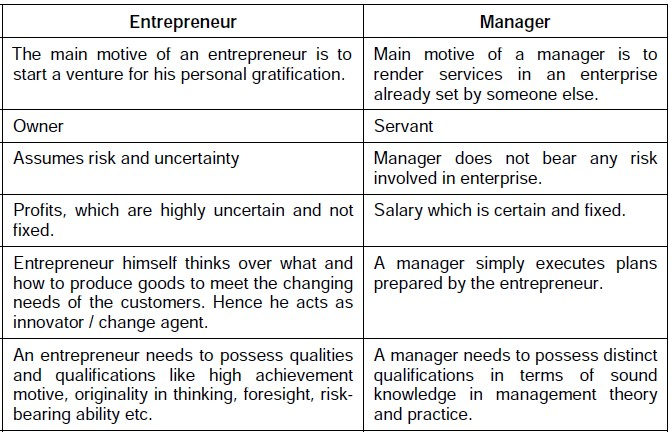 Entrepreneur
Manager
The main motive of an entrepreneur is to
start a venture for his personal gratification.
Main motive of a manager is to
render services in an enterprise
already set by someone else.
Owner
Servant
Assumes risk and uncertainty
Manager does not bear any risk
involved in enterprise.
Profits, which are highly uncertain and not
fixed.
Salary which is certain and fixed.
Entrepreneur himself thinks over what and
how to produce goods to meet the changing
needs of the customers. Hence he acts as
innovator / change agent.
A manager simply executes plans
prepared by the entrepreneur.
An entrepreneur needs to possess qualities
and qualifications like high achievement
motive, originality in thinking, foresight, risk-
bearing ability etc.
A manager needs to possess distinct
qualifications in terms of sound
knowledge in management theory
and practice.